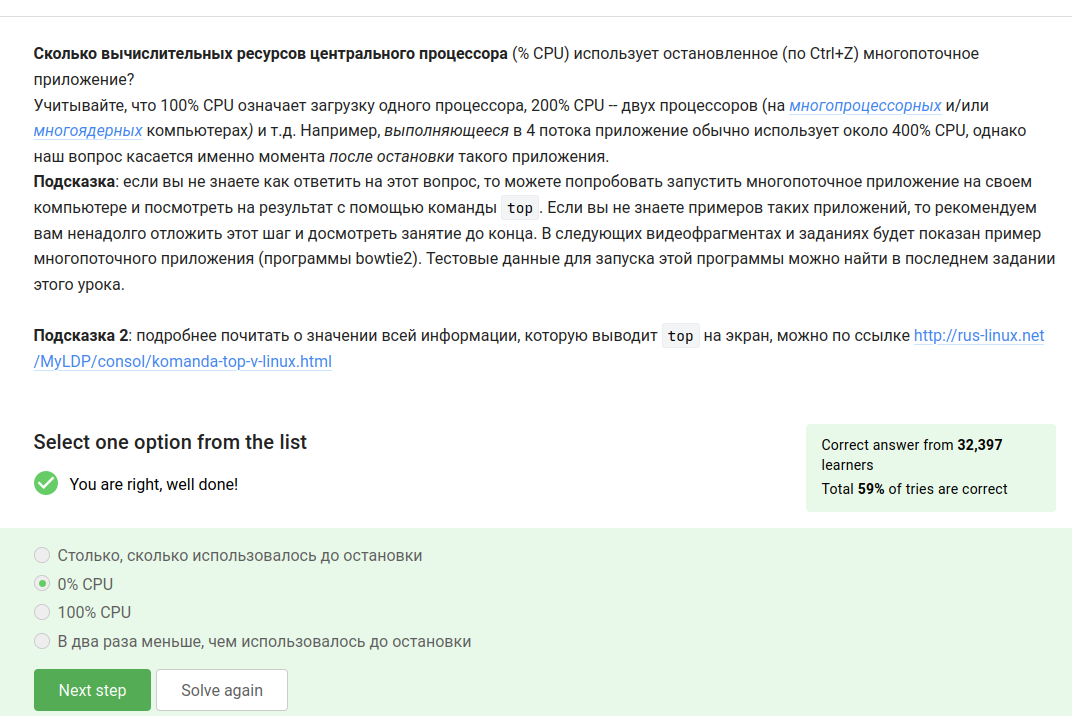 Сколько вычислительных ресурсов центрального процессора (% CPU) использует остановленное (по Ctrl+Z) многопоточное
приложение?
Учитывайте, что 100% CPU означает загрузку одного процессора, 200% CPU -- двух процессоров (на многопроцессорных и/или
многоядерных компьютерах) и т.д. Например, выполняющееся в 4 потока приложение обычно использует около 400% CPU, однако
наш вопрос касается именно момента после остановки такого приложения.
Подсказка: если вы не знаете как ответить на этот вопрос, то можете попробовать запустить многопоточное приложение на своем
компьютере и посмотреть на результат с помощью команды top . Если вы не знаете примеров таких приложений, то рекомендуем
вам ненадолго отложить этот шаг и досмотреть занятие до конца. В следующих видеофрагментах и заданиях будет показан пример
многопоточного приложения (программы bowtie2). Тестовые данные для запуска этой программы можно найти в последнем задании
этого урока.
Подсказка 2: подробнее почитать о значении всей информации, которую выводит top на экран, можно по ссылке http://rus-linux.net
/MyLDP/consol/komanda-top-v-linux.html
Select one option from the list
You are right, well done!
Correct answer from 32,397
learners
Total 59% of tries are correct
Столько, сколько использовалось до остановки
0% CPU
100% CPU
В два раза меньше, чем использовалось до остановки
Next step
Solve again